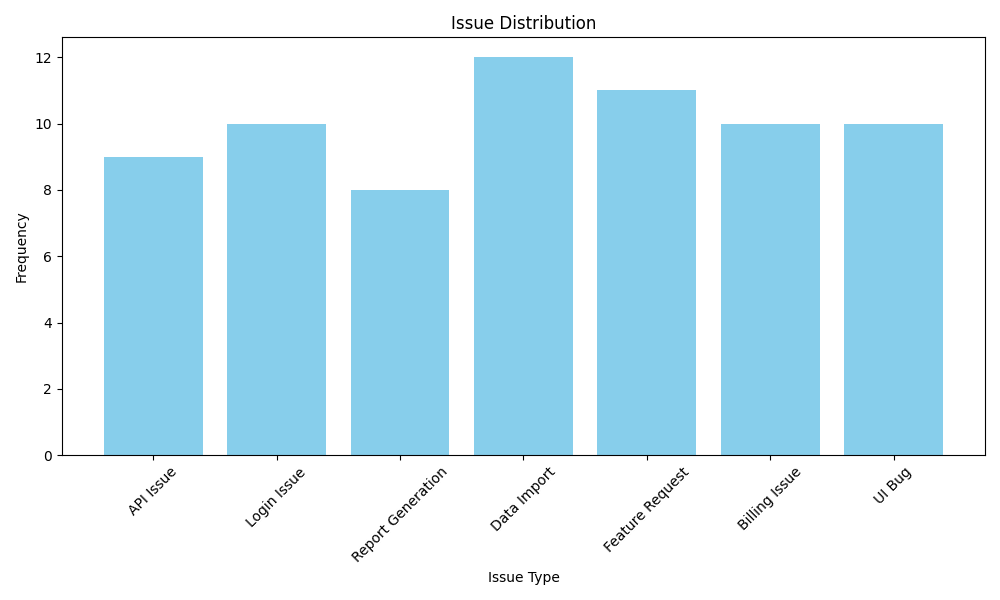 Issue Distribution
Frequency
12
10
8
6
4
2
0
API Issue
Login Issue
Report Generation
Data Import
Feature Request
Billing Issue
UI Bug
Issue Type